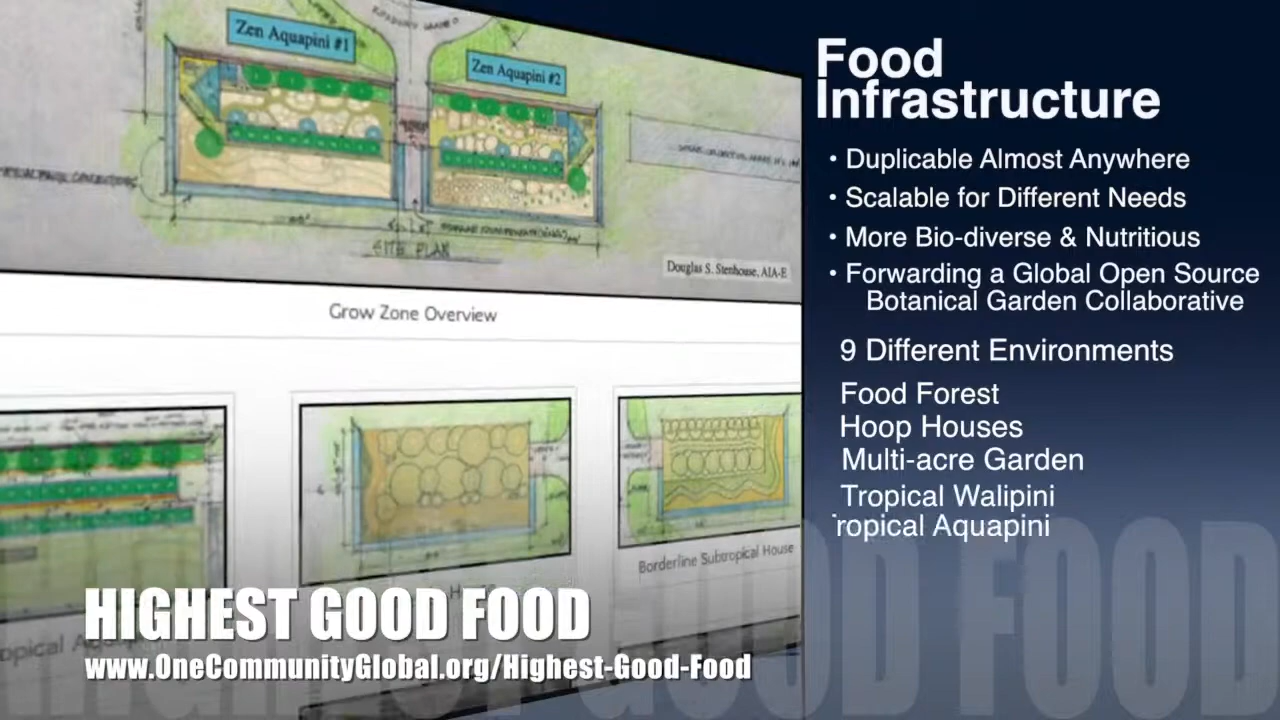 Zen Aquapini #1
Zen Aquapini #2
SITE PLAN
Douglas S. Stenhouse, AIA-E
Grow Zone Overview
Borderline Subtropical House
HIGHEST GOOD FOOD
www.OneCommunityGlobal.org/Highest-Good-Food
Food
Infrastructure
• Duplicable Almost Anywhere
• Scalable for Different Needs
• More Bio-diverse & Nutritious
• Forwarding a Global Open Source
Botanical Garden Collaborative
9 Different Environments
Food Forest
Hoop Houses
Multi-acre Garden
Tropical Walipini
Tropical Aquapini
GOOD FOOD